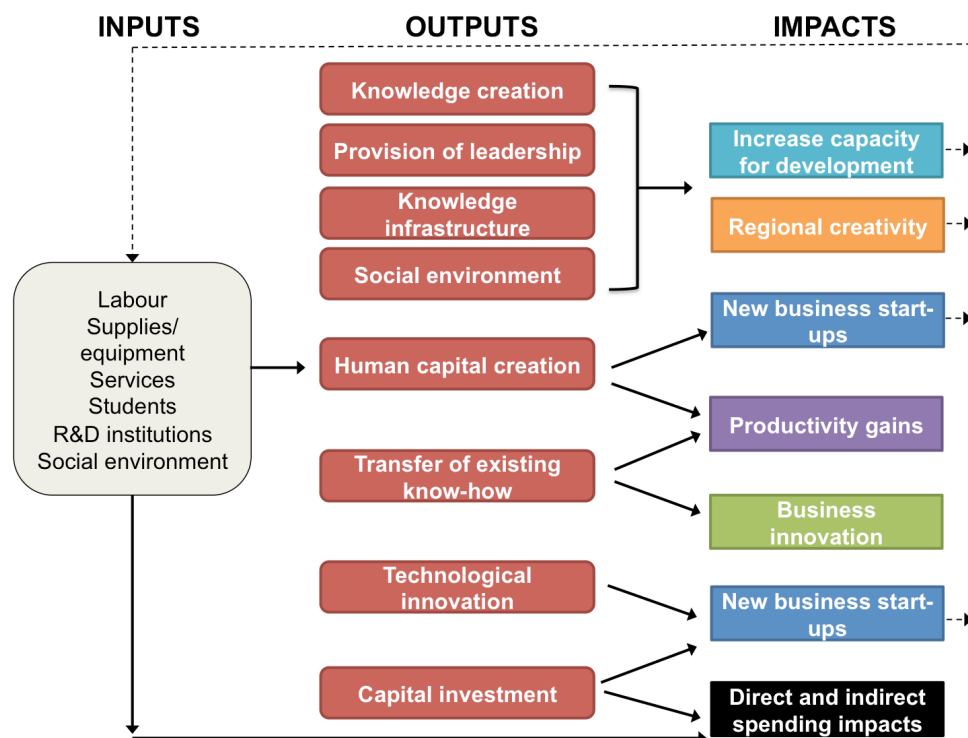 INPUTS
OUTPUTS
IMPACTS
Knowledge creation
Provision of leadership
Knowledge
infrastructure
Social environment
Human capital creation
Transfer of existing
know-how
Technological
innovation
Capital investment
Labour
Supplies/
equipment
Services
Students
R&D institutions
Social environment
Increase capacity
for development
Regional creativity
New business start-
ups
Productivity gains
Business
innovation
New business start-
ups
Direct and indirect
spending impacts